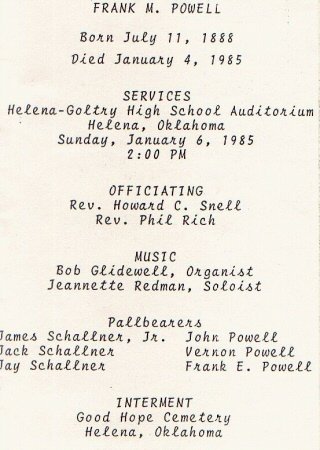 FRANK M. POWELL
Born July 11, 1888
Died January 4, 1985
SERVICES
Helena-Goltry High School Auditorium
Helena, Oklahoma
Sunday, January 6, 1985
2:00 PM
OFFICIATING
Rev. Howard C. Snell
Rev. Phil Rich
MUSIC
Bob Glidewell, Organist
Jeannette Redman, Soloist
Pallbearers
James Schallner, Jr. John Powell
Jack Schallner Vernon Powell
Jay Schallner Frank E. Powell
INTERMENT
Good Hope Cemetery
Helena, Oklahoma